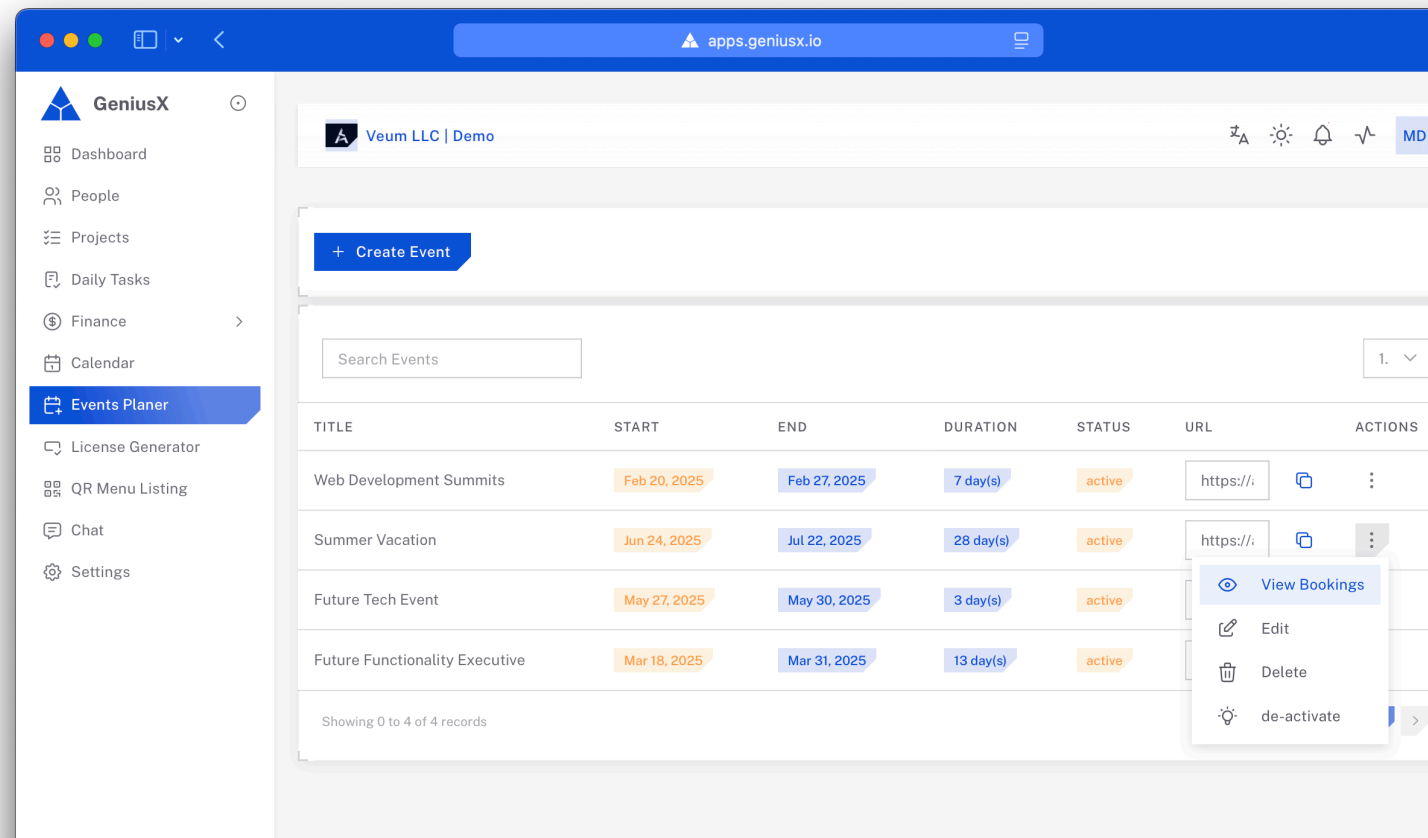 apps.geniusx.io
GeniusX
Dashboard
People
Projects
Daily Tasks
Finance
Calendar
Events Planer
License Generator
QR Menu Listing
Chat
Settings
Veum LLC | Demo
MD
+ Create Event
Search Events
1.
TITLE START END DURATION STATUS URL ACTIONS
Web Development Summits Feb 20, 2025 Feb 27, 2025 7 day(s) active https://
Summer Vacation Jun 24, 2025 Jul 22, 2025 28 day(s) active https://
Future Tech Event May 27, 2025 May 30, 2025 3 day(s) active
Future Functionality Executive Mar 18, 2025 Mar 31, 2025 13 day(s) active
View Bookings
Edit
Delete
de-activate
Showing 0 to 4 of 4 records